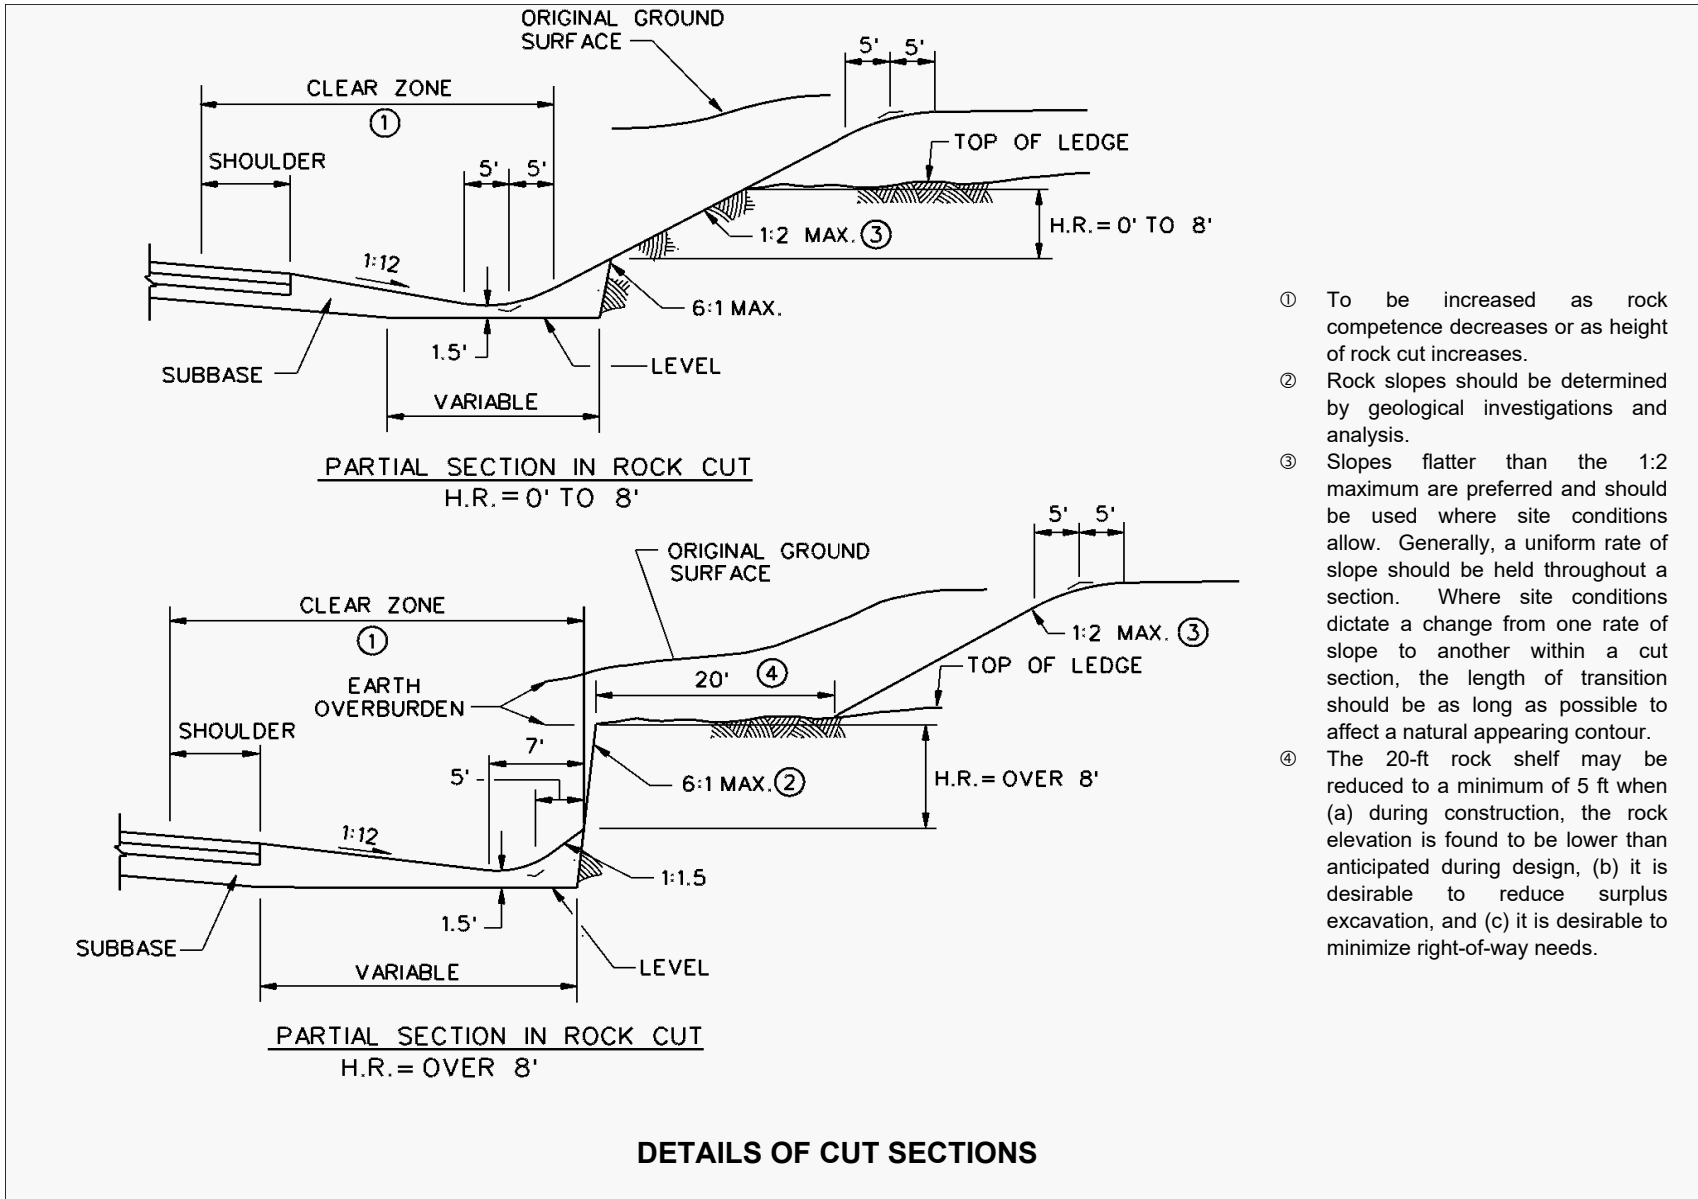 ORIGINAL GROUND
SURFACE
5' 5'
CLEAR ZONE
①
SHOULDER
5' 5'
TOP OF LEDGE
1:2 MAX. ③
H.R. = 0' TO 8'
1:12
6:1 MAX.
1.5'
LEVEL
SUBBASE
VARIABLE
PARTIAL SECTION IN ROCK CUT
H.R. = 0' TO 8'
5' 5'
ORIGINAL GROUND
SURFACE
CLEAR ZONE
①
1:2 MAX. ③
TOP OF LEDGE
20' ④
EARTH
OVERBURDEN
SHOULDER
7'
5'
6:1 MAX. ②
H.R. = OVER 8'
1:12
1:1.5
1.5'
SUBBASE
LEVEL
VARIABLE
PARTIAL SECTION IN ROCK CUT
H.R. = OVER 8'
① To be increased as rock
competence decreases or as height
of rock cut increases.
② Rock slopes should be determined
by geological investigations and
analysis.
③ Slopes flatter than the 1:2
maximum are preferred and should
be used where site conditions
allow. Generally, a uniform rate of
slope should be held throughout a
section. Where site conditions
dictate a change from one rate of
slope to another within a cut
section, the length of transition
should be as long as possible to
affect a natural appearing contour.
④ The 20-ft rock shelf may be
reduced to a minimum of 5 ft when
(a) during construction, the rock
elevation is found to be lower than
anticipated during design, (b) it is
desirable to reduce surplus
excavation, and (c) it is desirable to
minimize right-of-way needs.
DETAILS OF CUT SECTIONS